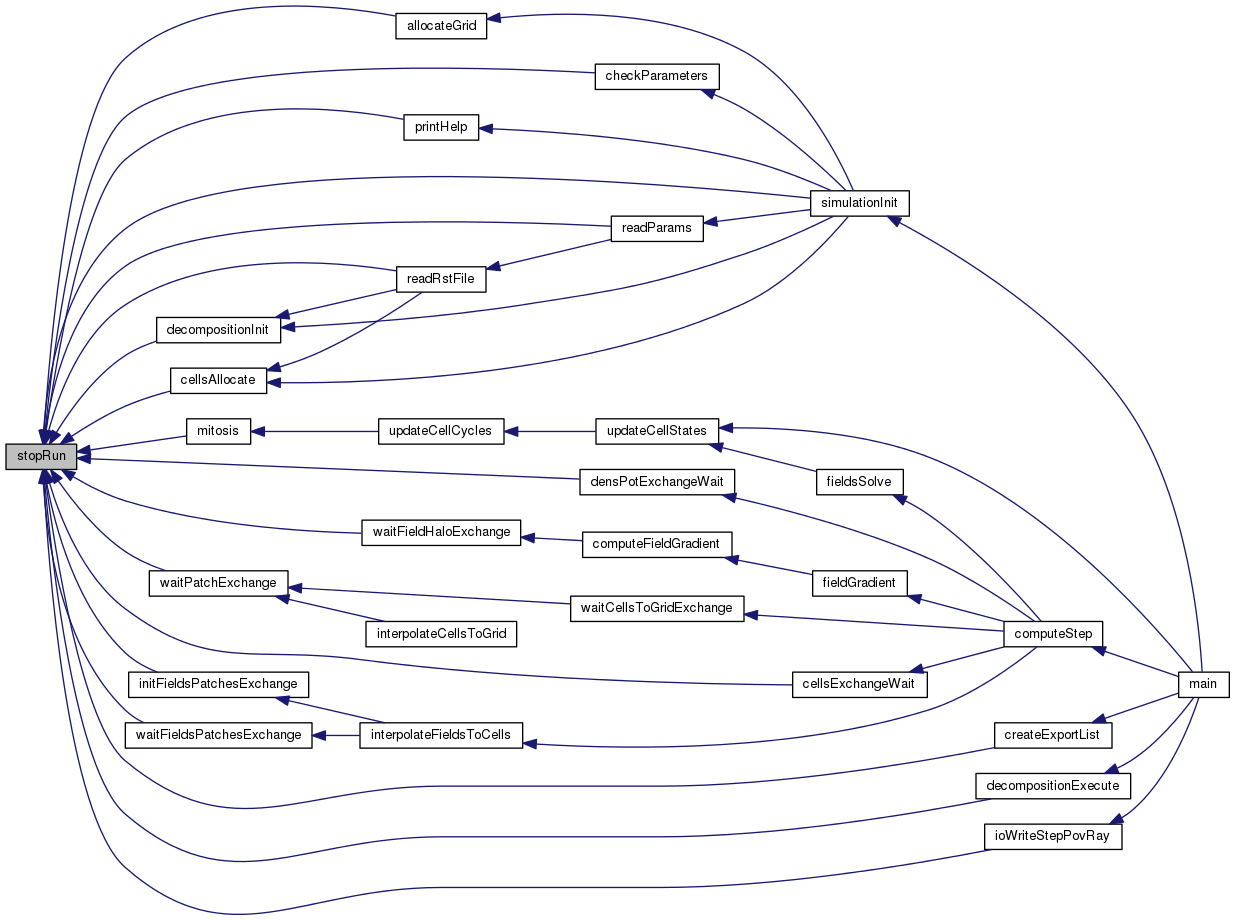 allocateGrid
checkParameters
printHelp
simulationInit
readParams
readRstFile
decompositionInit
cellsAllocate
mitosis
updateCellCycles
updateCellStates
stopRun
densPotExchangeWait
fieldsSolve
waitFieldHaloExchange
computeFieldGradient
waitPatchExchange
fieldGradient
waitCellsToGridExchange
interpolateCellsToGrid
computeStep
initFieldsPatchesExchange
cellsExchangeWait
main
waitFieldsPatchesExchange
interpolateFieldsToCells
createExportList
decompositionExecute
ioWriteStepPovRay